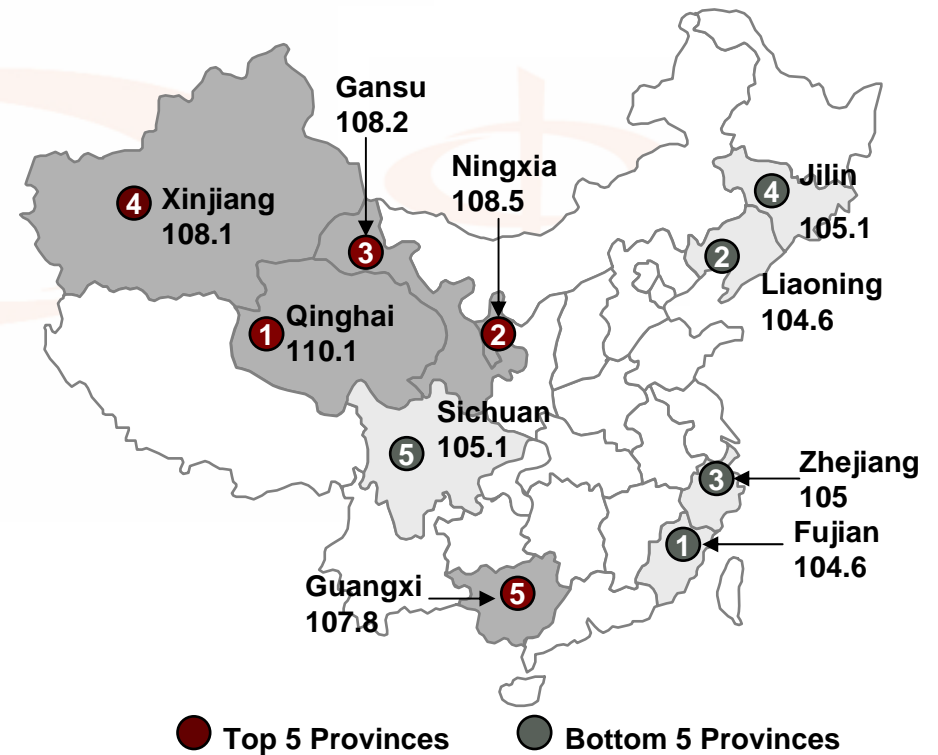 Gansu
108.2
Ningxia
108.5
4
Jilin
105.1
4
Xinjiang
108.1
3
2
Liaoning
104.6
1
Qinghai
110.1
2
Sichuan
105.1
5
3
Zhejiang
105
1
Fujian
104.6
Guangxi
107.8
5
Top 5 Provinces
Bottom 5 Provinces